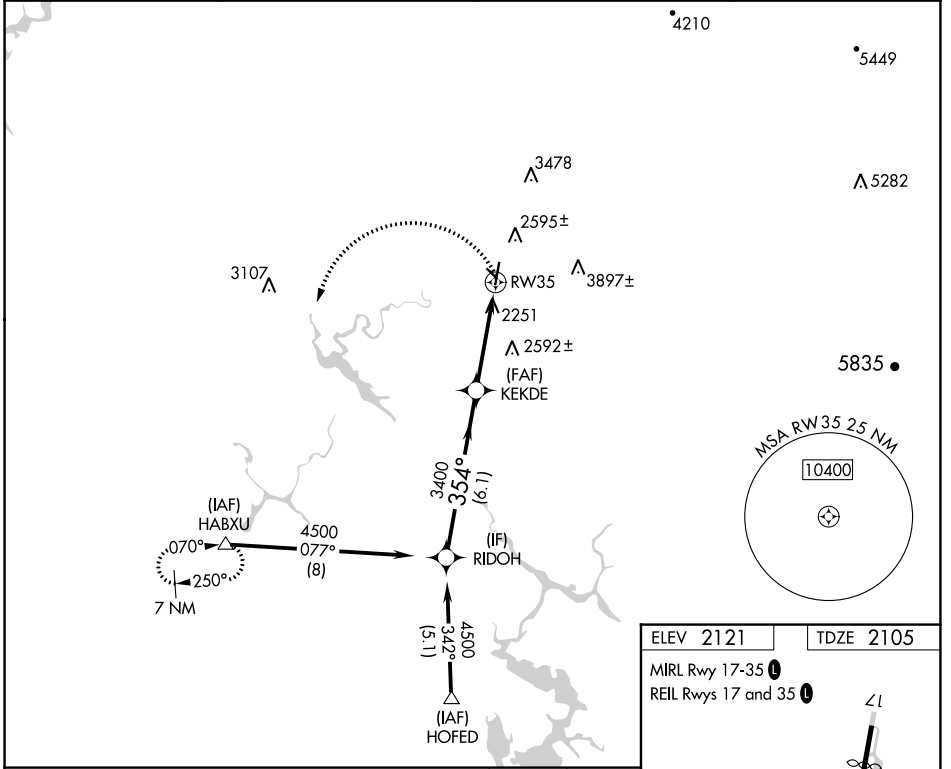 4210
5449
3478
5282
2595±
3107
RW35
3897±
2251
2592±
(FAF)
KEKDE
5835
MSA RW35 25 NM
10400
3400
354°
(6.1)
(IAF)
HABXU
4500
077°
(8)
(IF)
RIDOH
070°
250°
7 NM
4500
342°
(5.1)
(IAF)
HOFED
ELEV 2121
TDZE 2105
MIRL Rwy 17-35 L
REIL Rwys 17 and 35 L
17